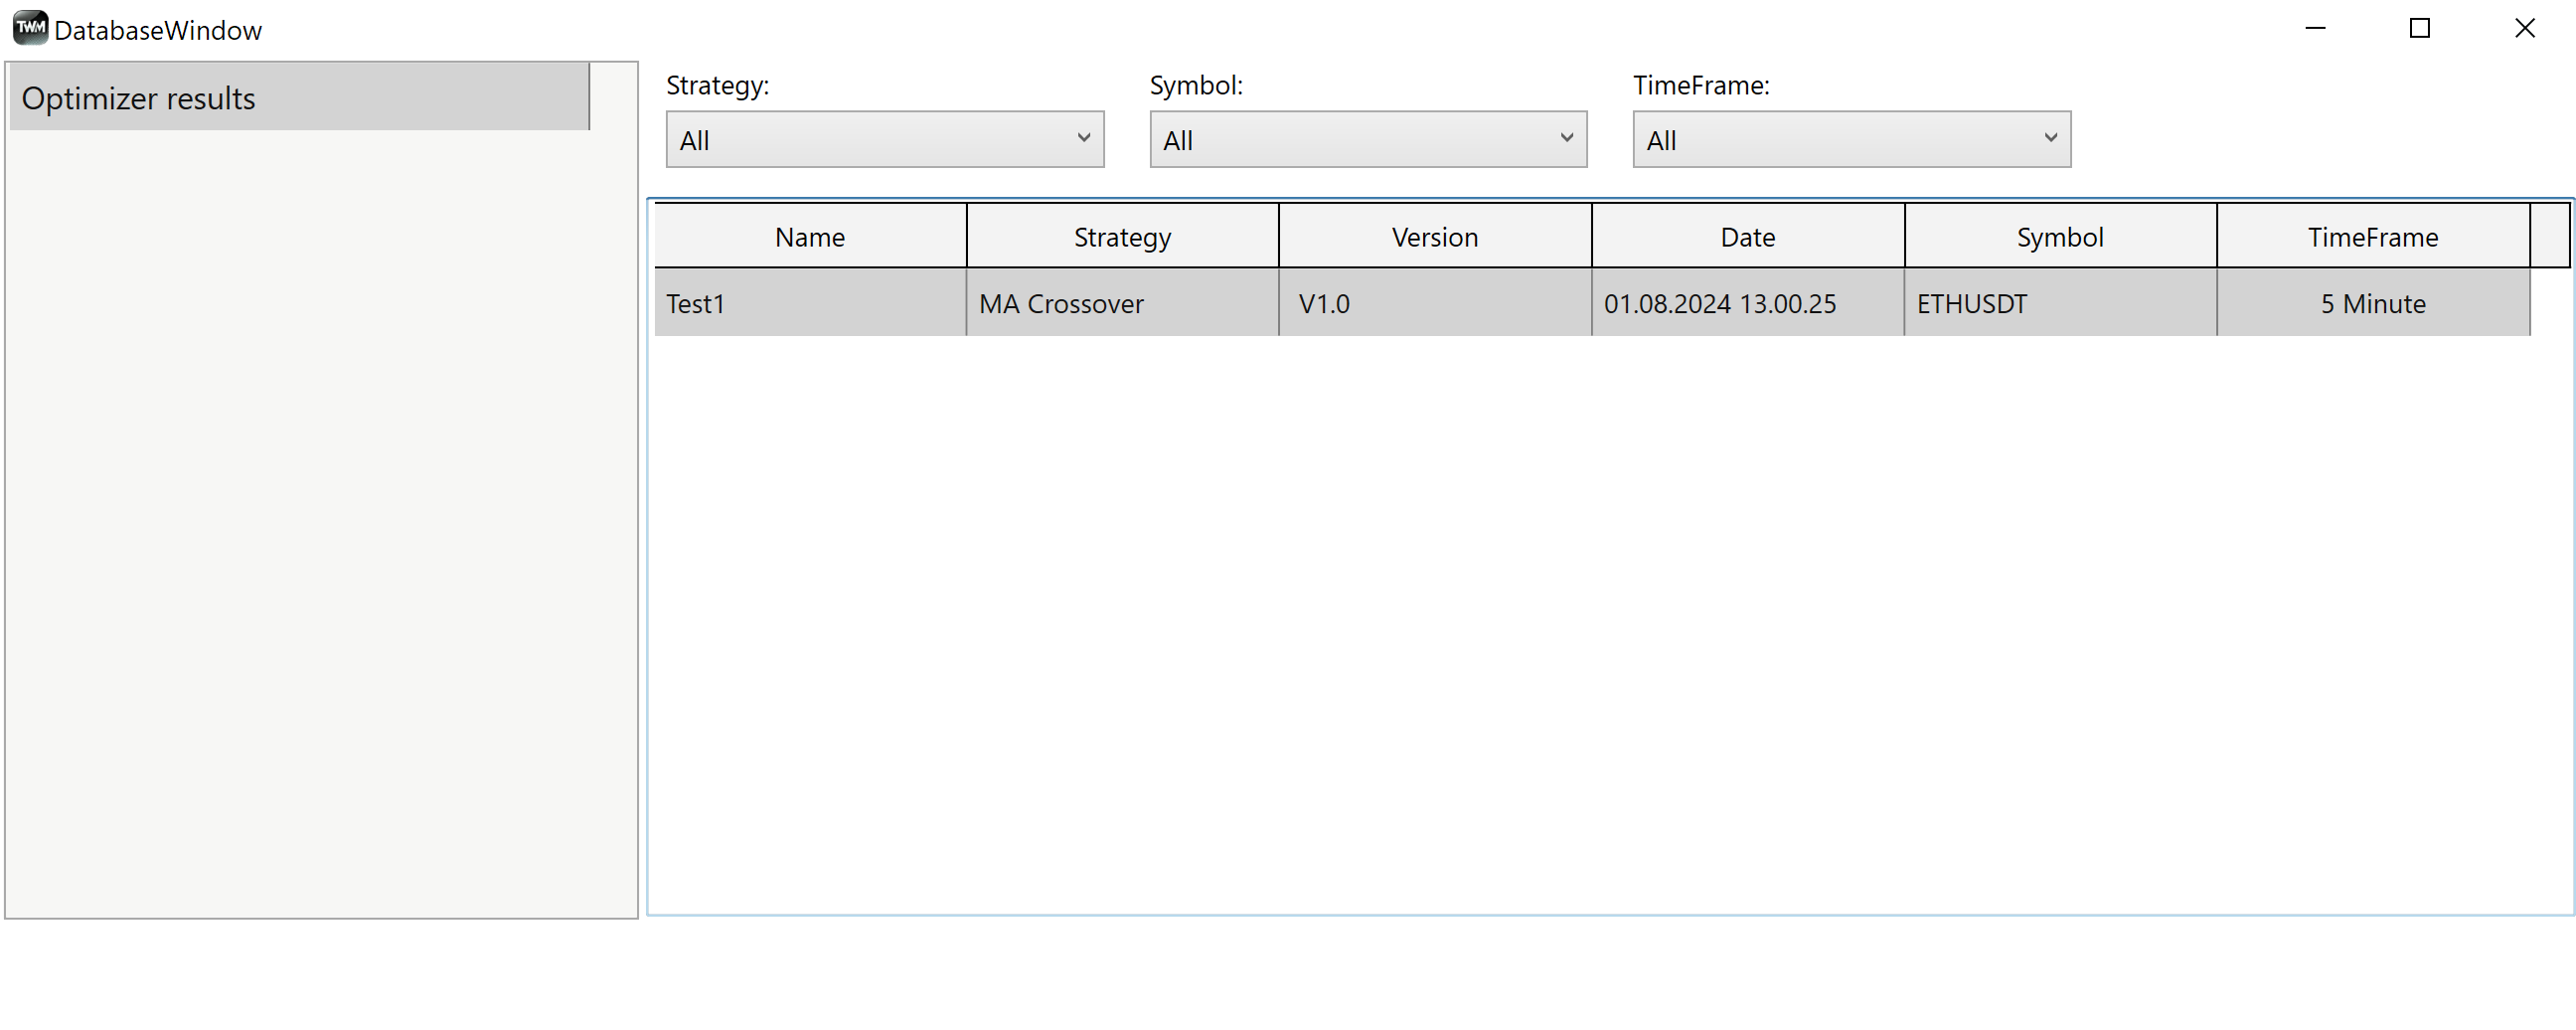 TWM DatabaseWindow
Optimizer results
Strategy: Symbol: TimeFrame:
All All All
Name Strategy Version Date Symbol TimeFrame
Test1 MA Crossover V1.0 01.08.2024 13.00.25 ETHUSDT 5 Minute